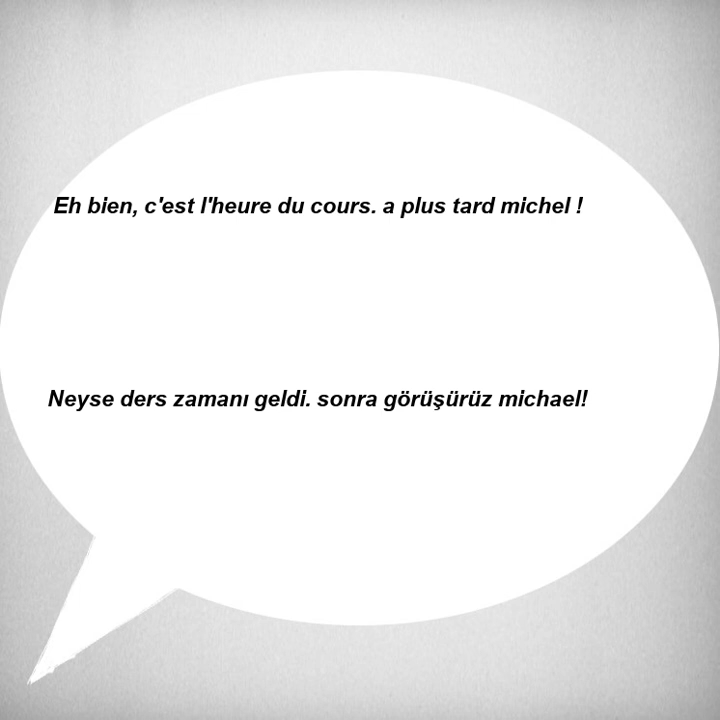 Eh bien, c'est l'heure du cours. a plus tard michel !
Neyse ders zamanı geldi. sonra görüşürüz michael!